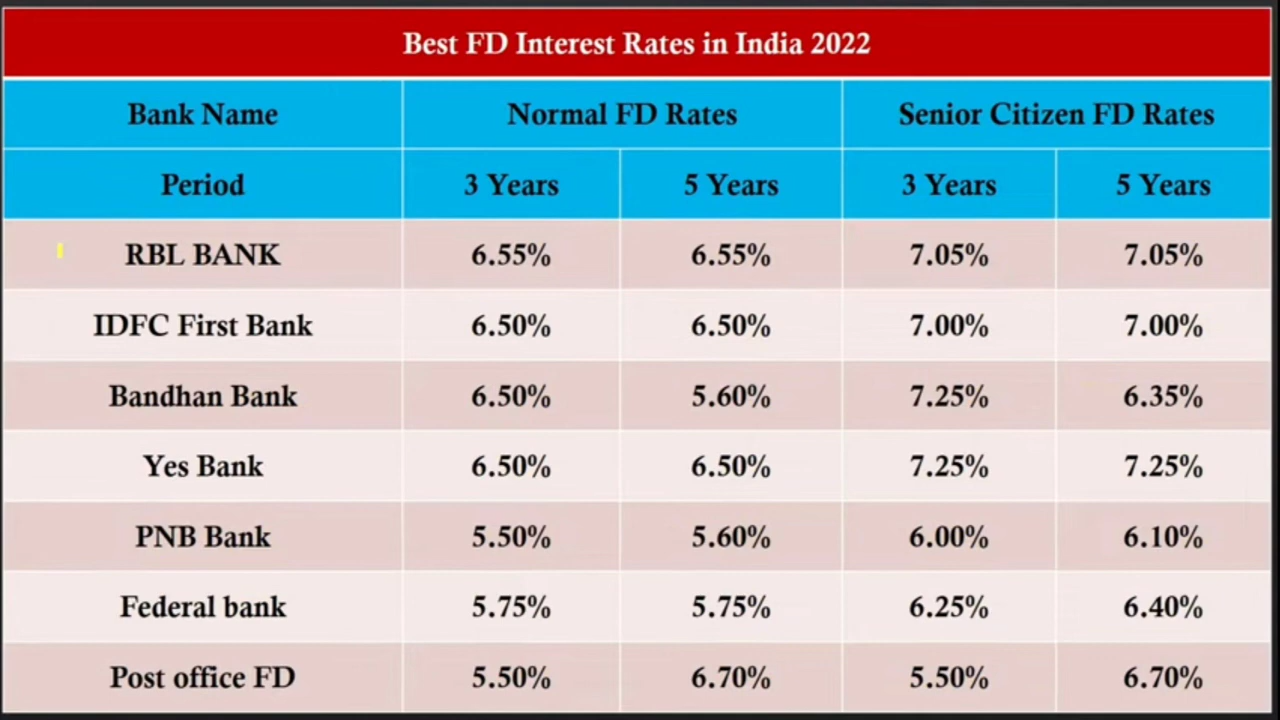 Best FD Interest Rates in India 2022
Bank Name Normal FD Rates Senior Citizen FD Rates
Period 3 Years 5 Years 3 Years 5 Years
RBL BANK 6.55% 6.55% 7.05% 7.05%
IDFC First Bank 6.50% 6.50% 7.00% 7.00%
Bandhan Bank 6.50% 5.60% 7.25% 6.35%
Yes Bank 6.50% 6.50% 7.25% 7.25%
PNB Bank 5.50% 5.60% 6.00% 6.10%
Federal bank 5.75% 5.75% 6.25% 6.40%
Post office FD 5.50% 6.70% 5.50% 6.70%